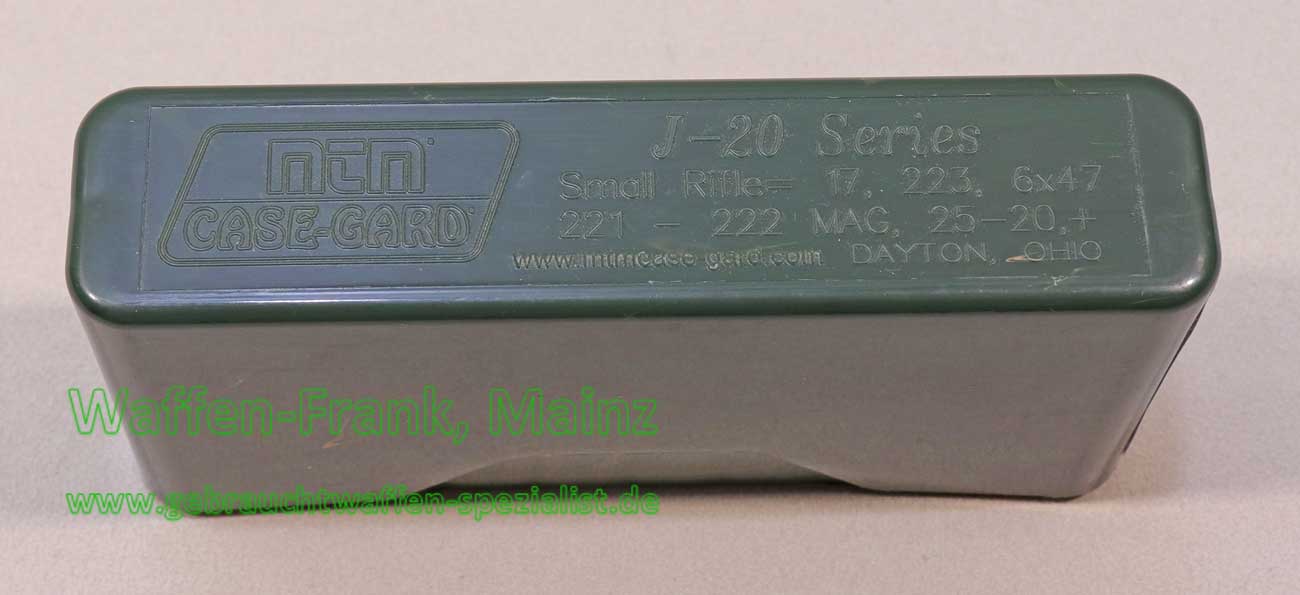 mtm
CASE-GARD
J-20 Series
Small Rifle= 17, 223, 6x47
221 - 222 MAG, 25-20,+
www.mtmcase-gard.com DAYTON, OHIO
Waffen-Frank, Mainz
www.gebrauchtwaffen-spezialist.de